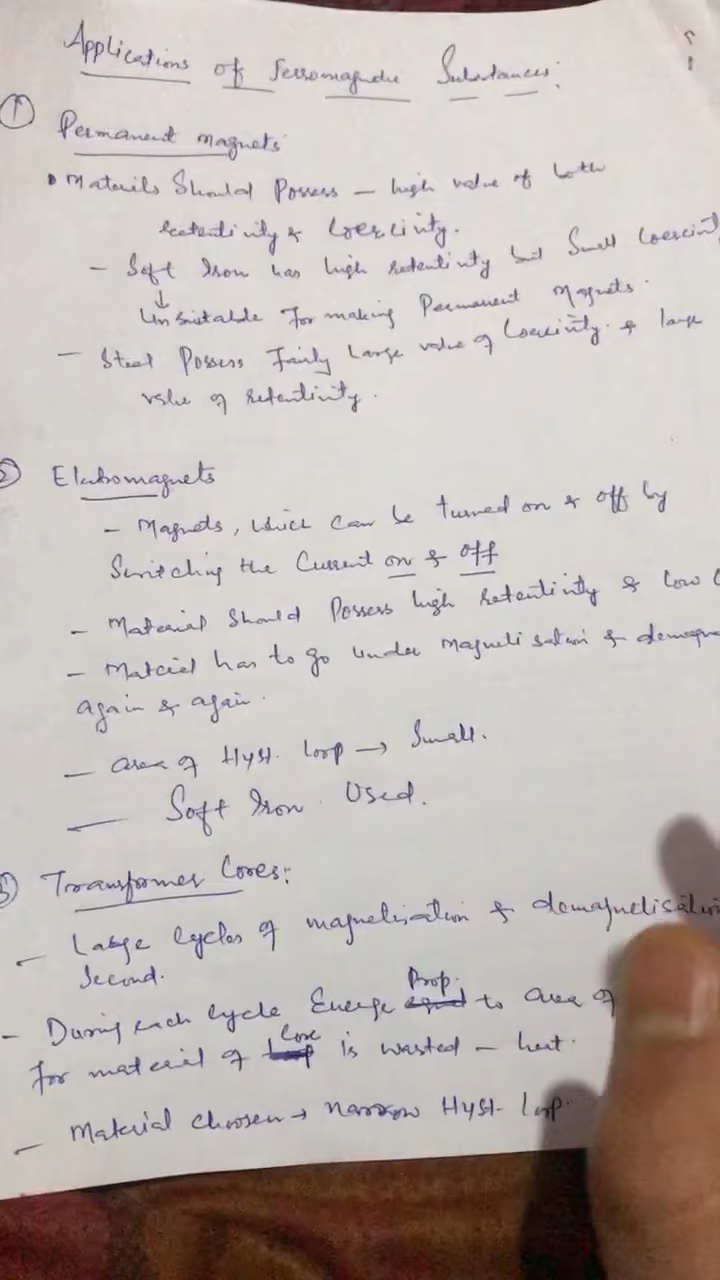 Applications of Ferromagnetic Substances:
① Permanent Magnets
• Materials Should Possess – high value of both
retentivity & Coercivity.
– Soft Iron has high retentivity but Small Coercivit
↓
Unsuitable for making Permanent Magnets.
– Steel Possess Fairly Large value of Coercivity & large
value of retentivity.
② Electromagnets
– Magnets, which can be turned on & off by
Switching the Current on & off
– Material Should Possess high retentivity & low C
– Material has to go under magnetisation & demagne
again & again.
– area of Hyst. loop → Small.
– Soft Iron Used.
3 Transformer Cores:
– Large Cycles of magnetisation & demagnetisation
Second.
– During each Cycle Energy Prop. to area of
for material of Core is wasted – heat.
– Material choosen → narrow Hyst. Loop.